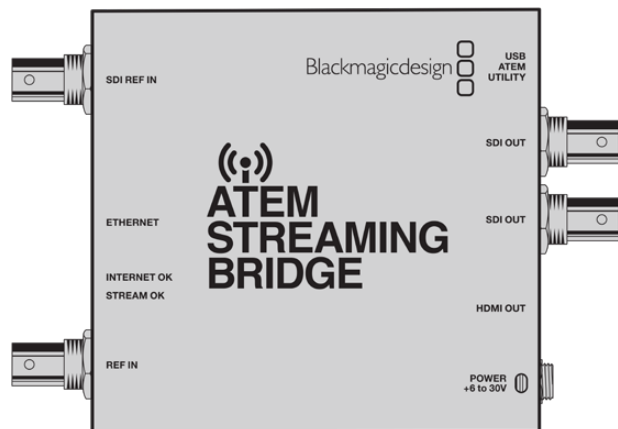 Blackmagicdesign
USB
ATEM
UTILITY
SDI REF IN
SDI OUT
ATEM
STREAMING
BRIDGE
ETHERNET
SDI OUT
INTERNET OK
STREAM OK
HDMI OUT
REF IN
POWER
+6 to 30V